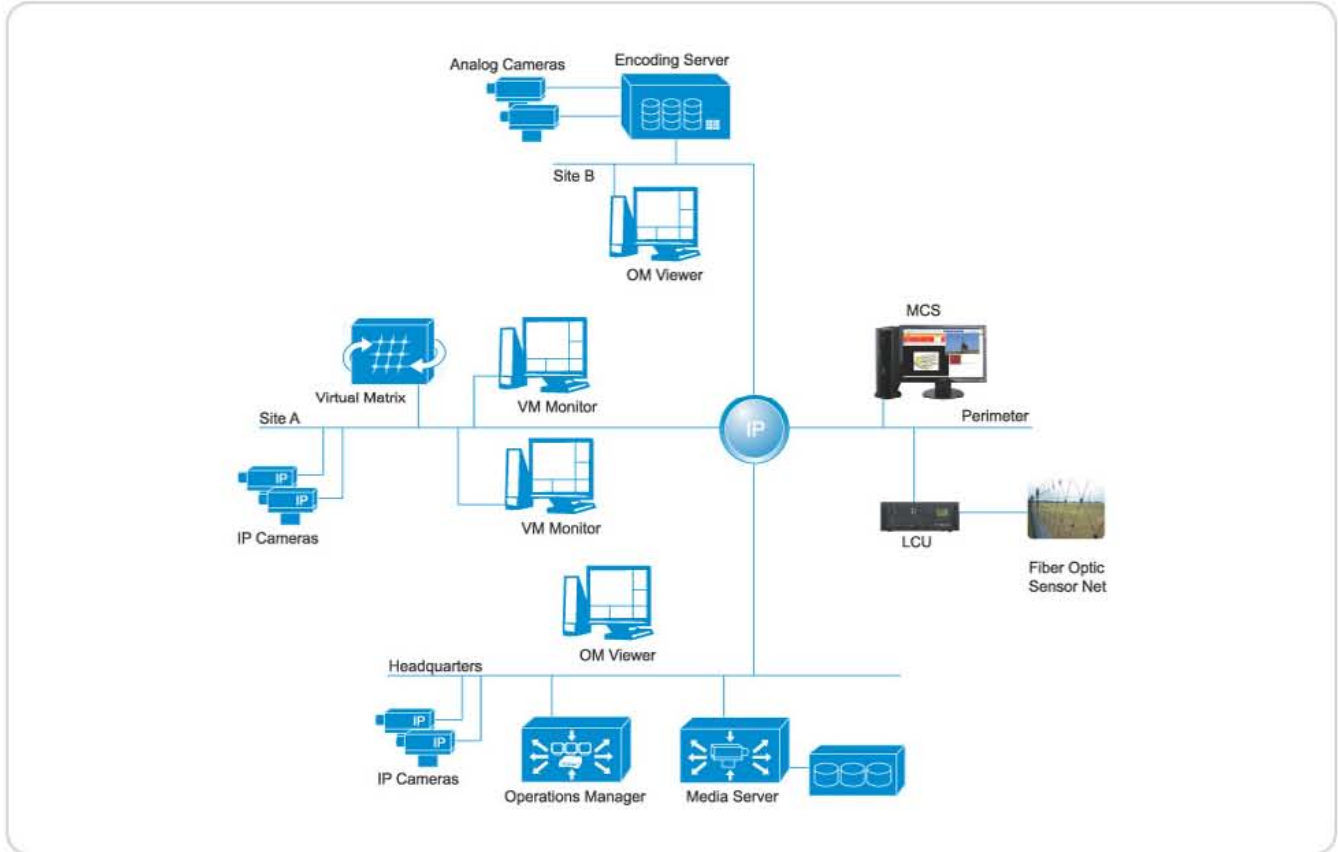 Analog Cameras
Encoding Server
Site B
OM Viewer
MCS
Virtual Matrix
VM Monitor
Site A
IP
Perimeter
IP
IP
IP Cameras
VM Monitor
LCU
Fiber Optic
Sensor Net
OM Viewer
Headquarters
IP
IP
IP Cameras
Operations Manager
Media Server